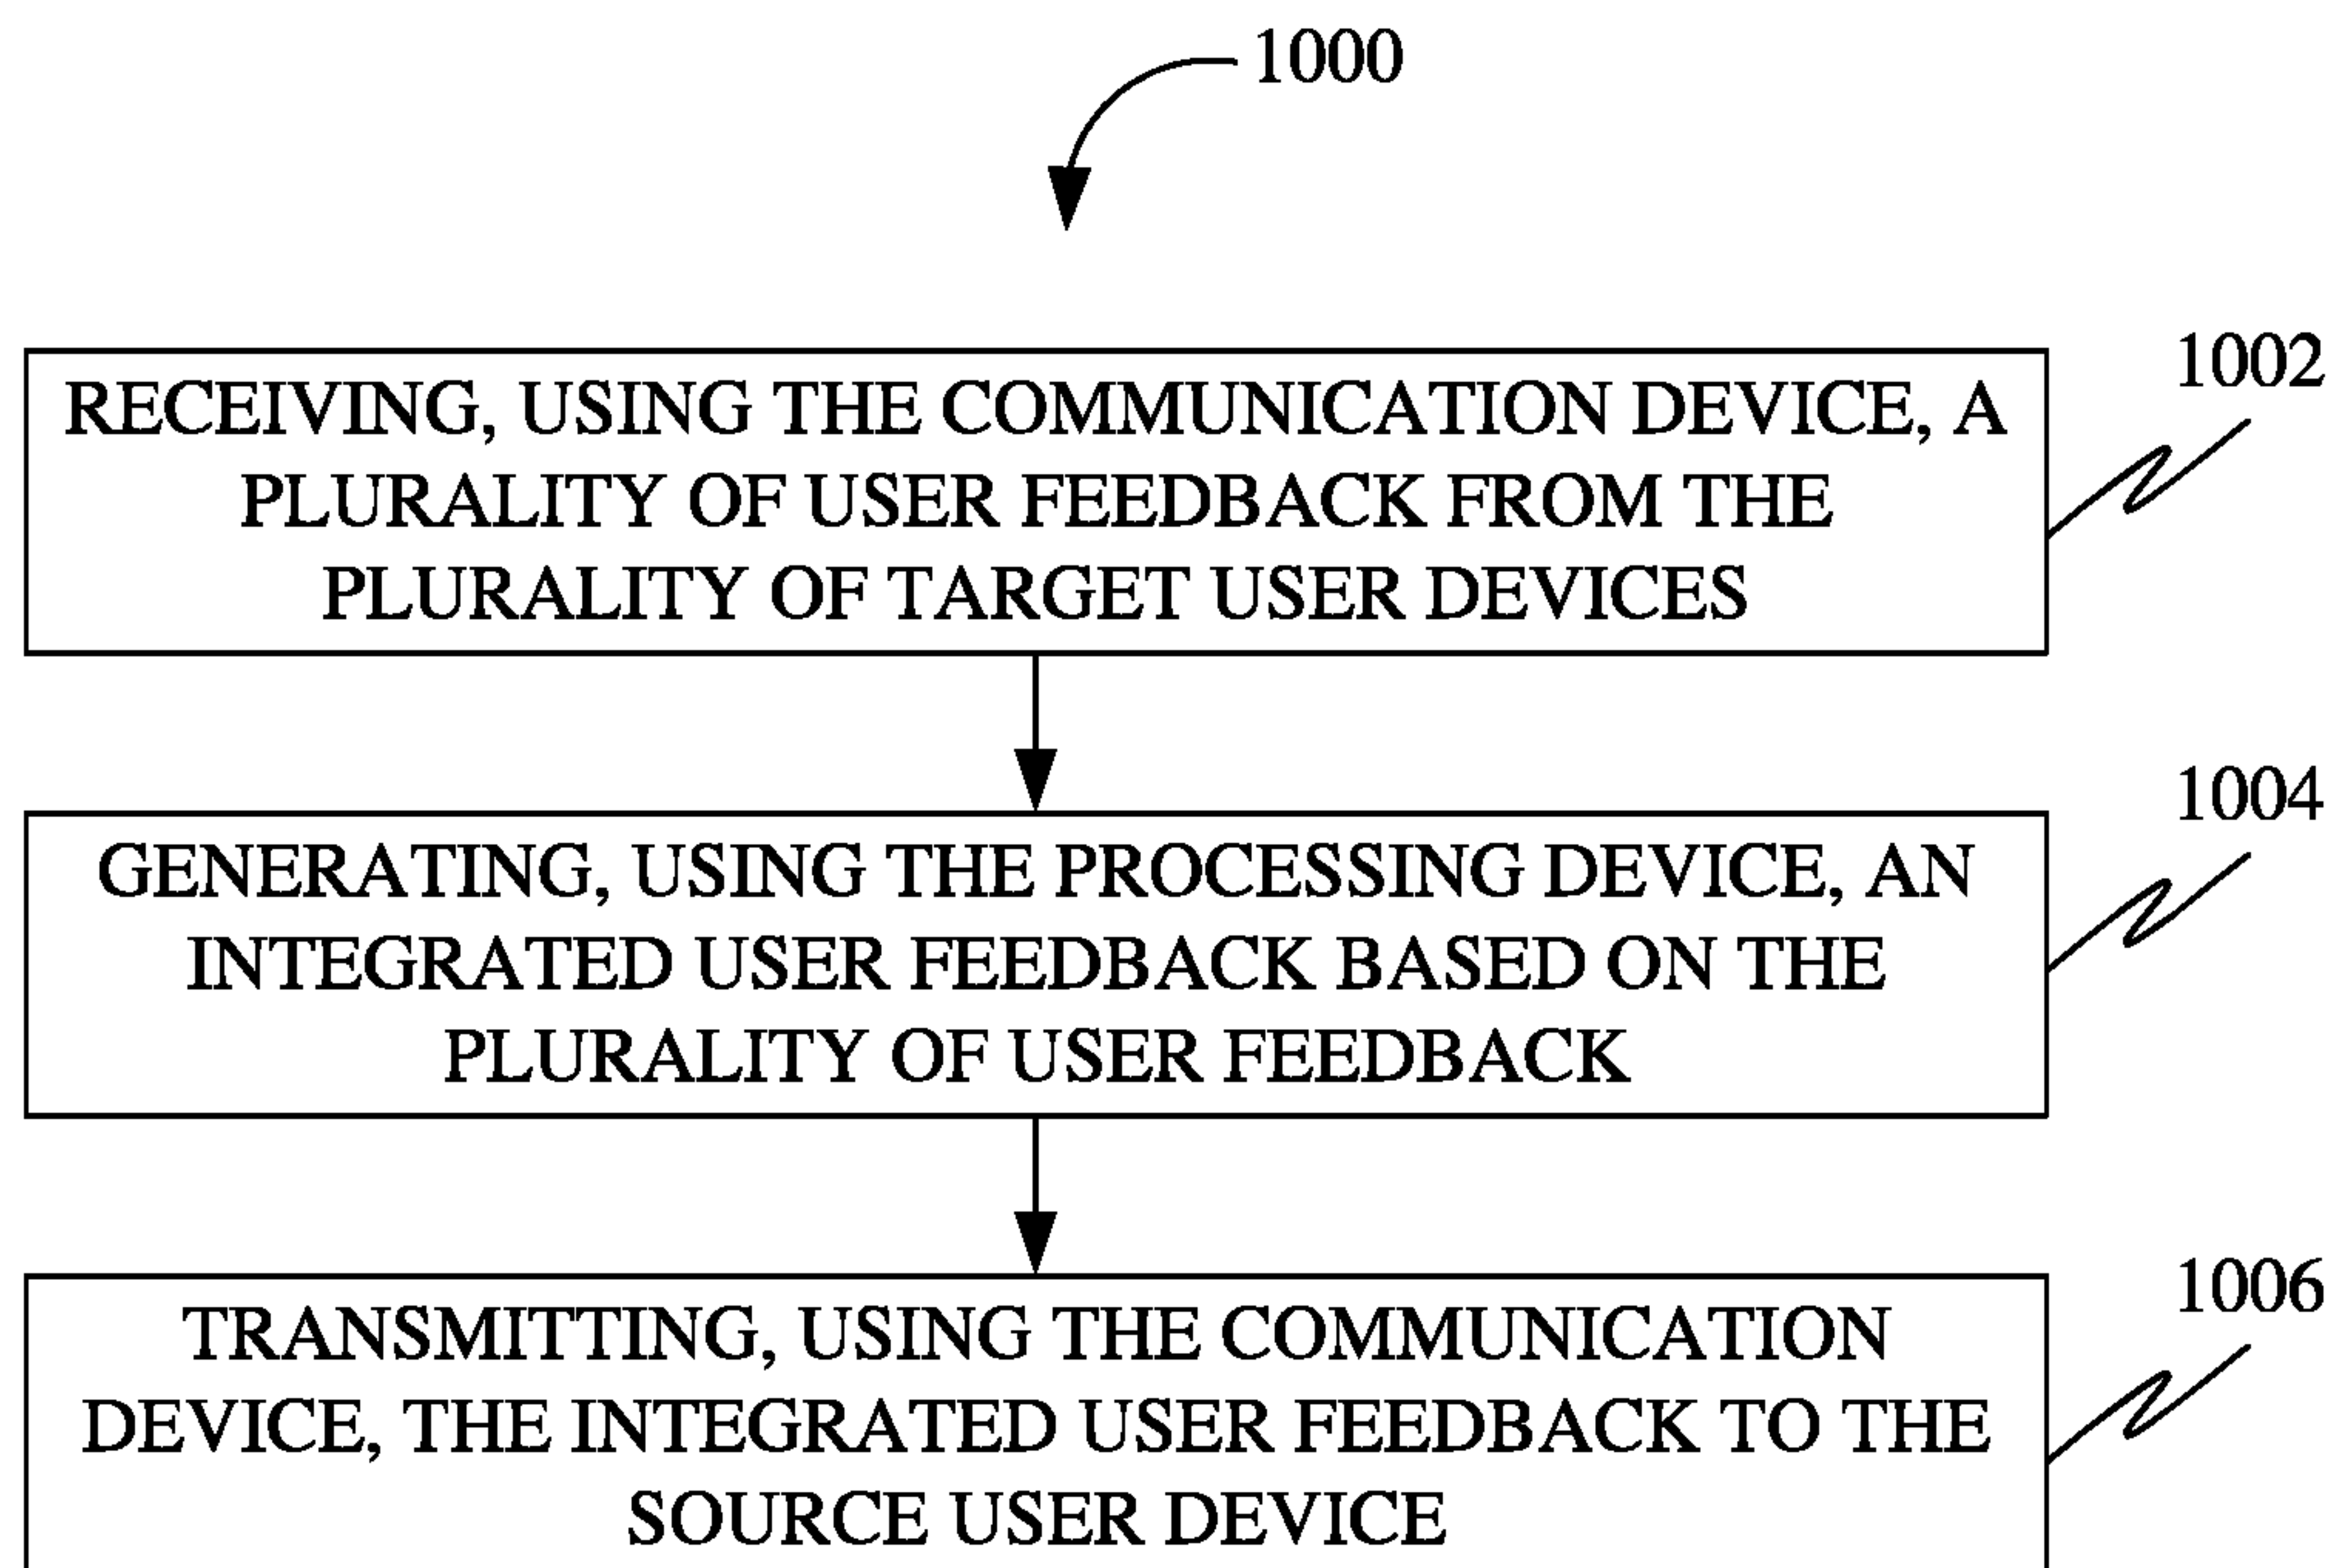 1000
1002
RECEIVING, USING THE COMMUNICATION DEVICE, A
PLURALITY OF USER FEEDBACK FROM THE
PLURALITY OF TARGET USER DEVICES
1004
GENERATING, USING THE PROCESSING DEVICE, AN
INTEGRATED USER FEEDBACK BASED ON THE
PLURALITY OF USER FEEDBACK
1006
TRANSMITTING, USING THE COMMUNICATION
DEVICE, THE INTEGRATED USER FEEDBACK TO THE
SOURCE USER DEVICE